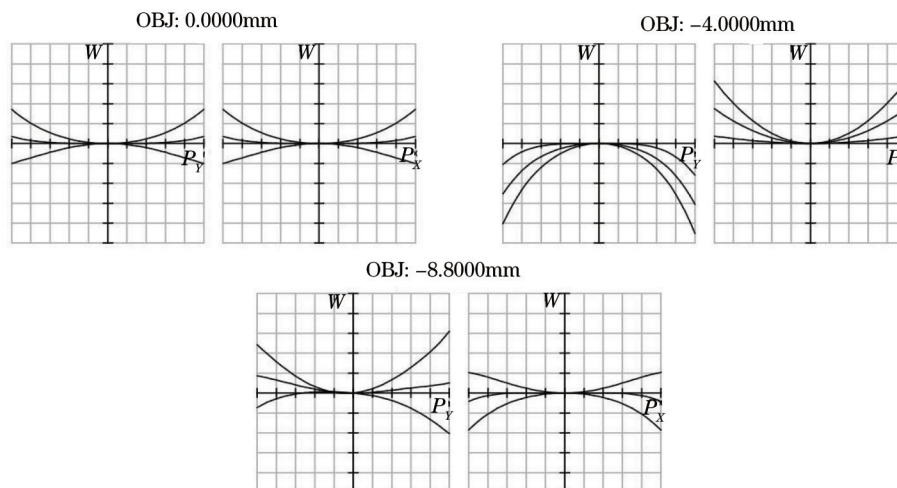 OBJ: 0.0000mm
OBJ: −4.0000mm
W
W
W
W
P_Y
P_X
P_Y
P
OBJ: −8.8000mm
W
W
P_Y
P_X